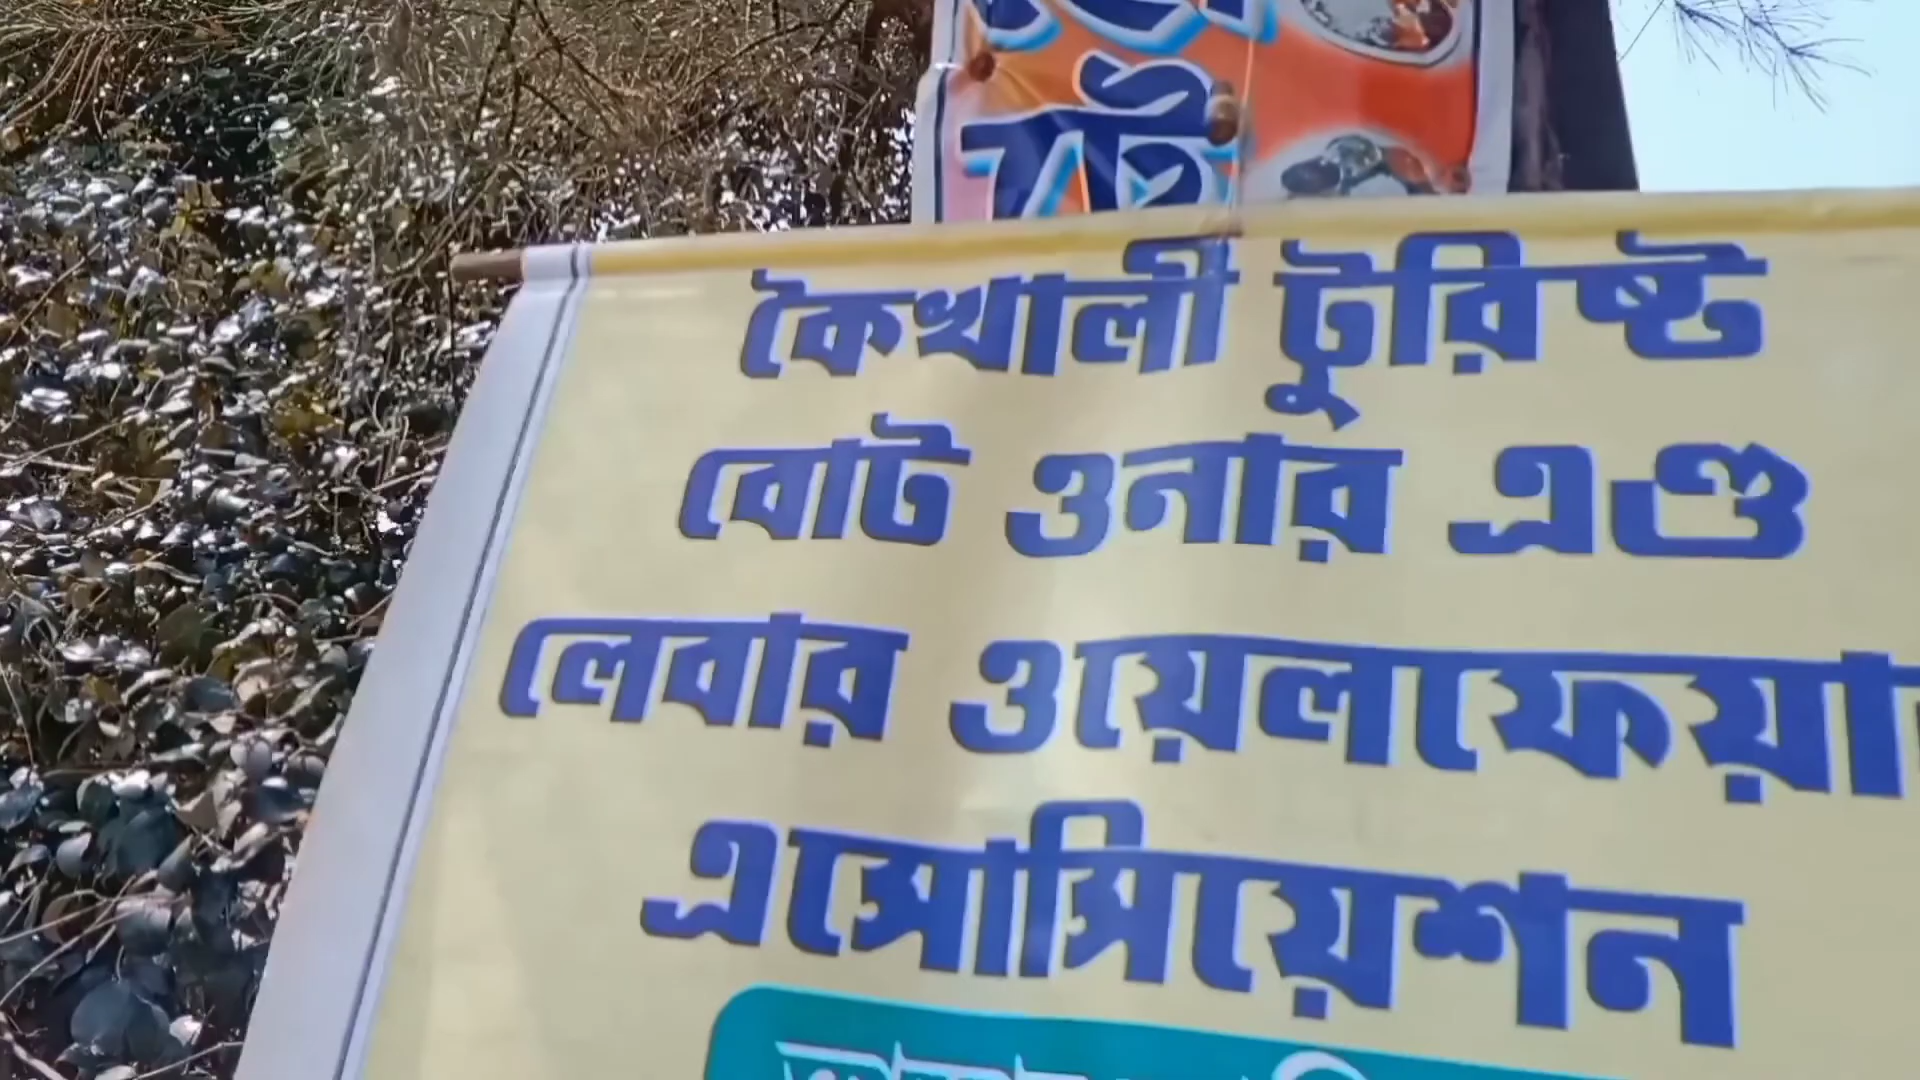 কৈখালী টুরিষ্ট
বোট ওনার এণ্ড
লেবার ওয়েলফেয়ার
এসোসিয়েশন